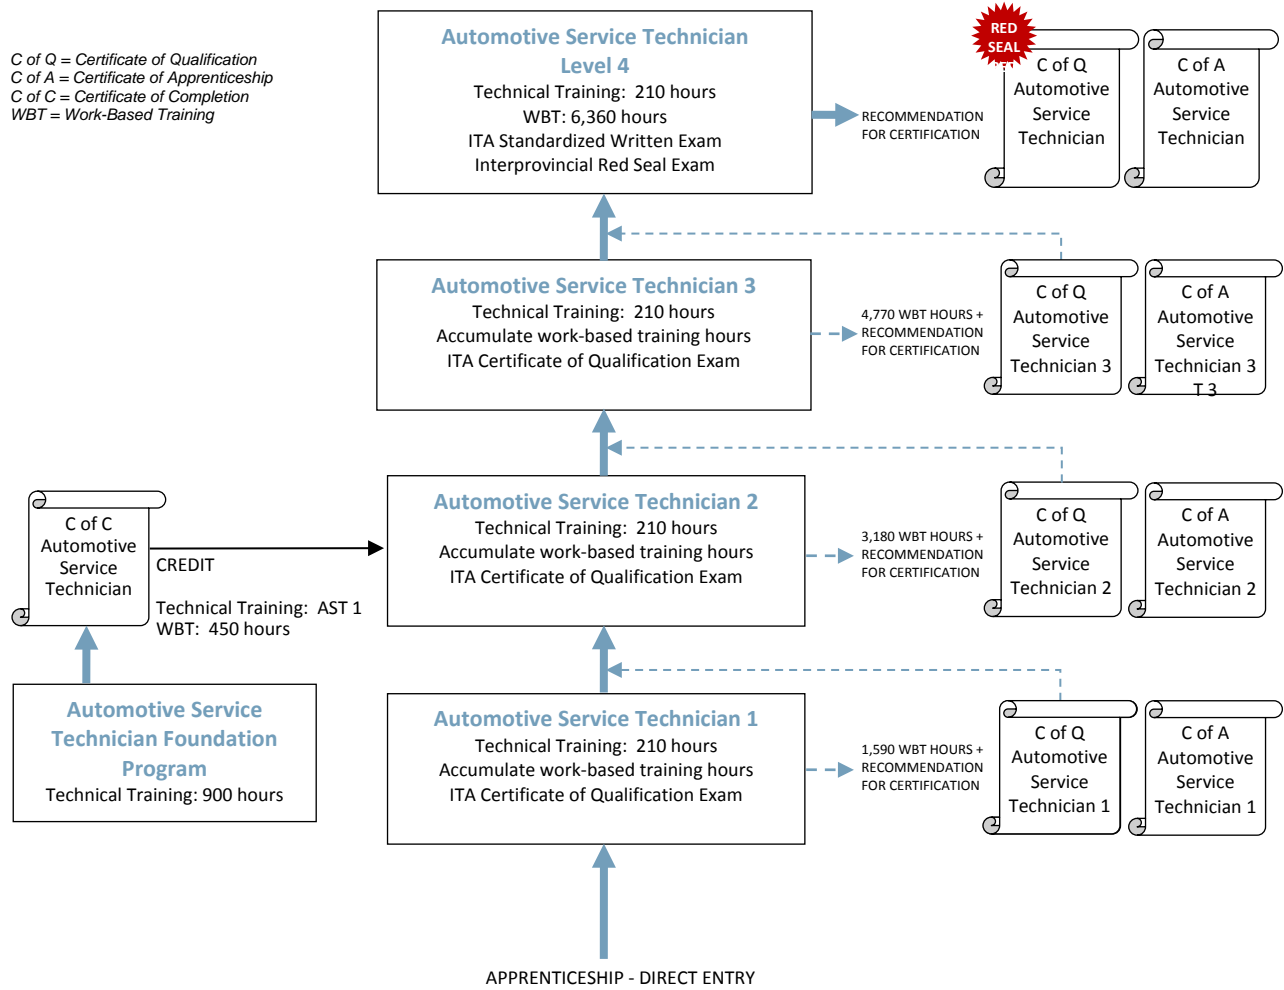 C of Q = Certificate of Qualification
C of A = Certificate of Apprenticeship
C of C = Certificate of Completion
WBT = Work-Based Training
Automotive Service Technician
Level 4
Technical Training: 210 hours
WBT: 6,360 hours
ITA Standardized Written Exam
Interprovincial Red Seal Exam
RECOMMENDATION
FOR CERTIFICATION
RED
SEAL
C of Q
Automotive
Service
Technician
C of A
Automotive
Service
Technician
Automotive Service Technician 3
Technical Training: 210 hours
Accumulate work-based training hours
ITA Certificate of Qualification Exam
4,770 WBT HOURS +
RECOMMENDATION
FOR CERTIFICATION
C of Q
Automotive
Service
Technician 3
C of A
Automotive
Service
Technician 3
T 3
Automotive Service Technician 2
Technical Training: 210 hours
Accumulate work-based training hours
ITA Certificate of Qualification Exam
3,180 WBT HOURS +
RECOMMENDATION
FOR CERTIFICATION
C of Q
Automotive
Service
Technician 2
C of A
Automotive
Service
Technician 2
C of C
Automotive
Service
Technician
CREDIT
Technical Training: AST 1
WBT: 450 hours
Automotive Service
Technician Foundation
Program
Technical Training: 900 hours
Automotive Service Technician 1
Technical Training: 210 hours
Accumulate work-based training hours
ITA Certificate of Qualification Exam
1,590 WBT HOURS +
RECOMMENDATION
FOR CERTIFICATION
C of Q
Automotive
Service
Technician 1
C of A
Automotive
Service
Technician 1
APPRENTICESHIP - DIRECT ENTRY